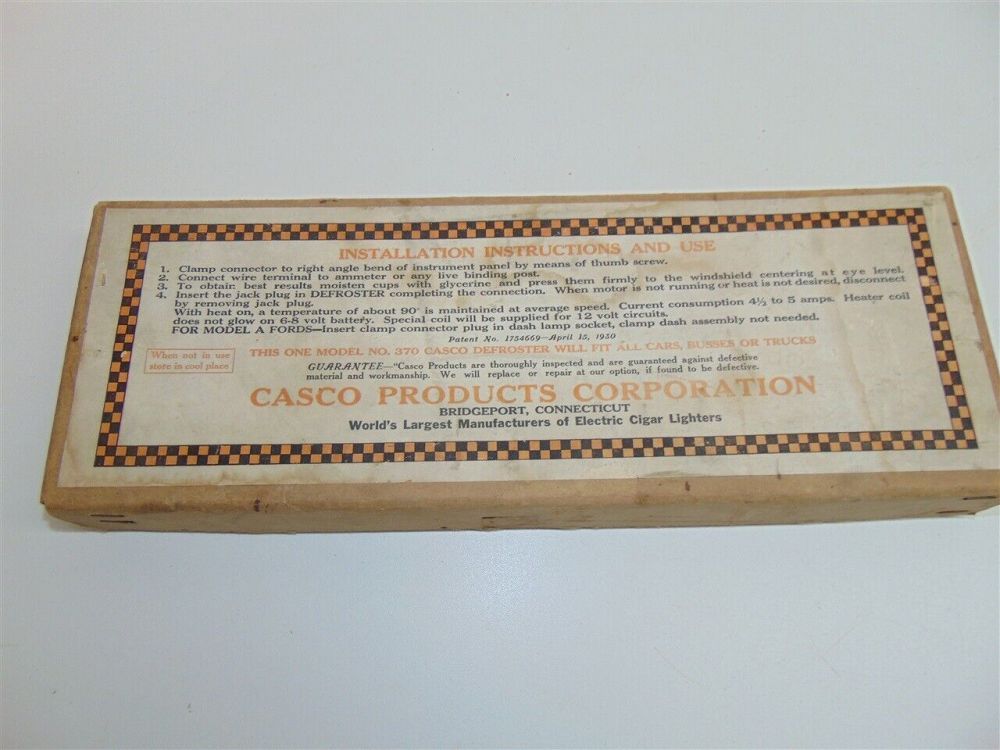 INSTALLATION INSTRUCTIONS AND USE
1. Clamp connector to right angle bend of instrument panel by means of thumb screw.
2. Connect wire terminal to ammeter or any live binding post.
3. To obtain best results moisten cups with glycerine and press them firmly to the windshield centering at eye level.
4. Insert the jack plug in DEFROSTER completing the connection. When motor is not running or heat is not desired, disconnect
by removing jack plug.
With heat on, a temperature of about 90° is maintained at average speed. Current consumption 4½ to 5 amps. Heater coil
does not glow on 6-8 volt battery. Special coil will be supplied for 12 volt circuits.
FOR MODEL A FORDS—Insert clamp connector plug in dash lamp socket, clamp dash assembly not needed.
Patent No. 1754669—April 15, 1930
THIS ONE MODEL NO. 370 CASCO DEFROSTER WILL FIT ALL CARS, BUSSES OR TRUCKS
When not in use
store in cool place
GUARANTEE—"Casco Products are thoroughly inspected and are guaranteed against defective
material and workmanship. We will replace or repair at our option, if found to be defective.
CASCO PRODUCTS CORPORATION
BRIDGEPORT, CONNECTICUT
World's Largest Manufacturers of Electric Cigar Lighters